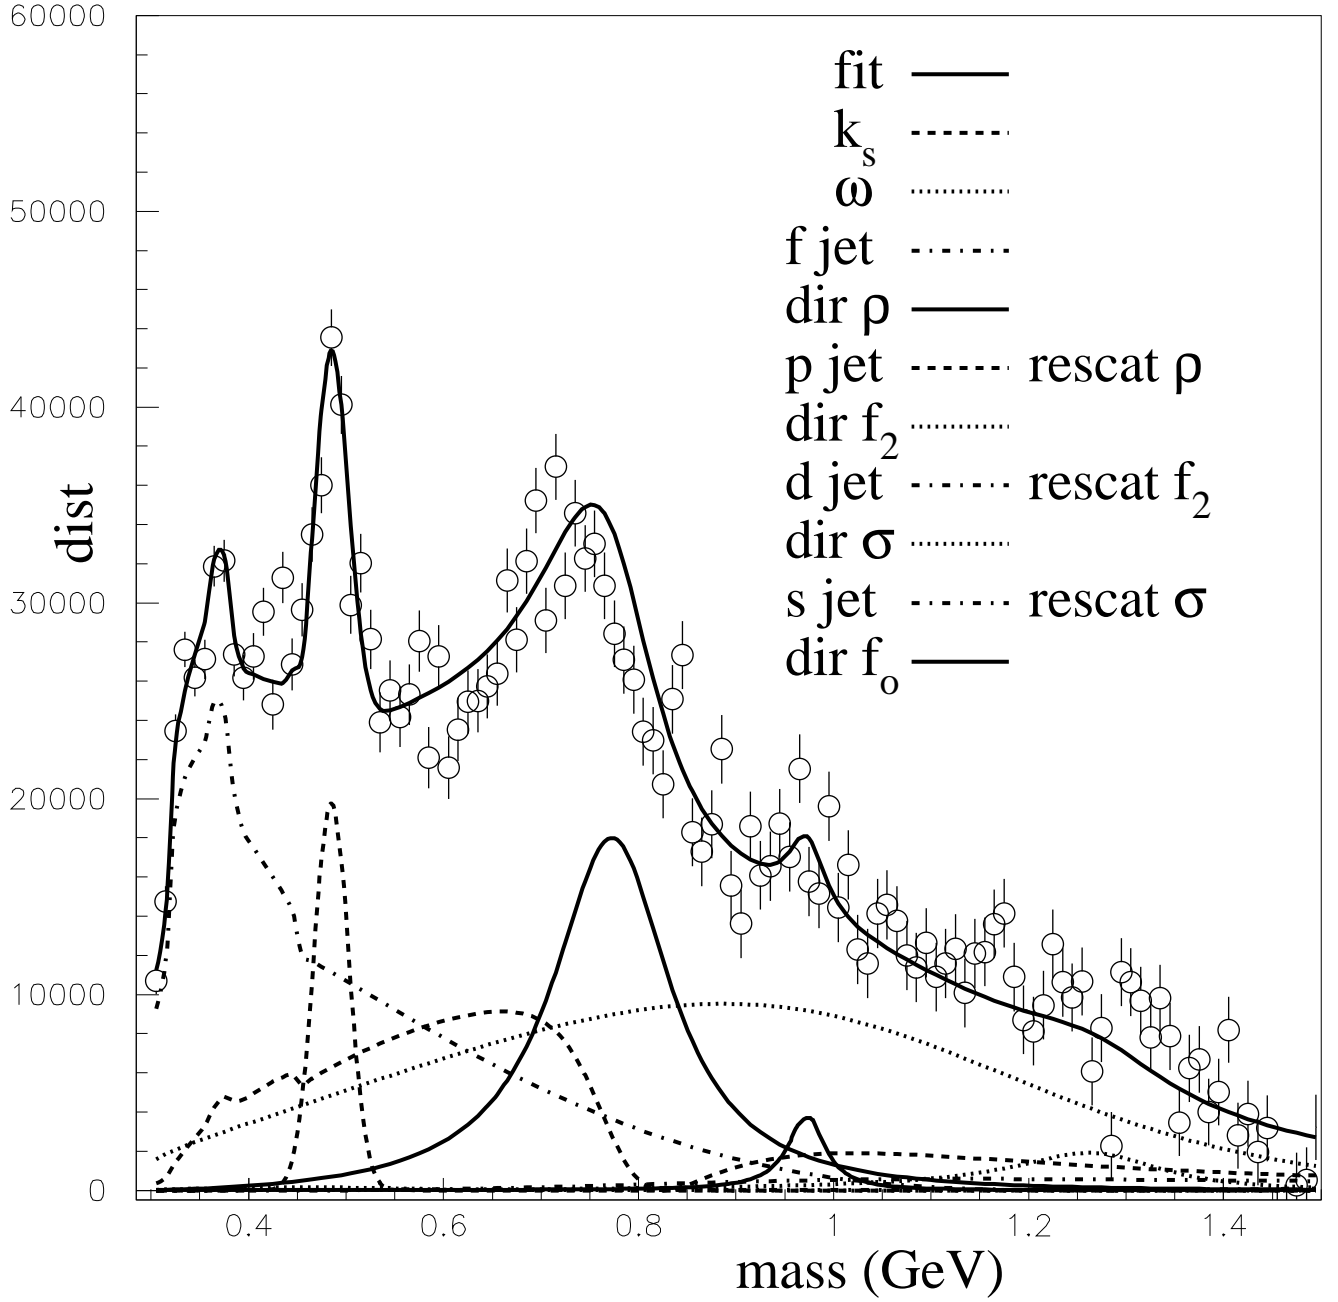 60000
50000
40000
30000
20000
10000
0
dist
fit
k_s
ω
f jet
dir ρ
p jet rescat ρ
dir f_2
d jet rescat f_2
dir σ
s jet rescat σ
dir f_o
0.4 0.6 0.8 1 1.2 1.4
mass (GeV)